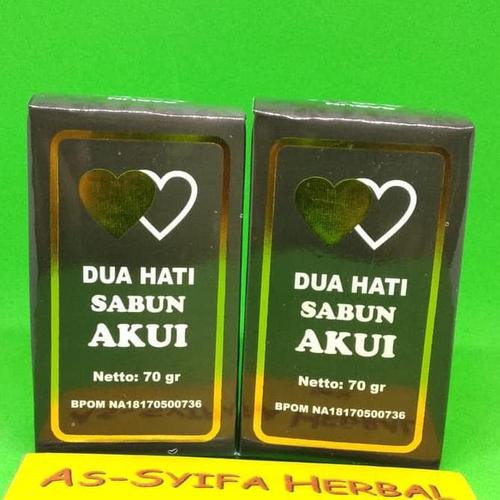 DUA HATI
SABUN
AKUI
Netto: 70 gr
BPOM NA18170500736
DUA HATI
SABUN
AKUI
Netto: 70 gr
BPOM NA18170500736
AS-SYIFA HERBAL